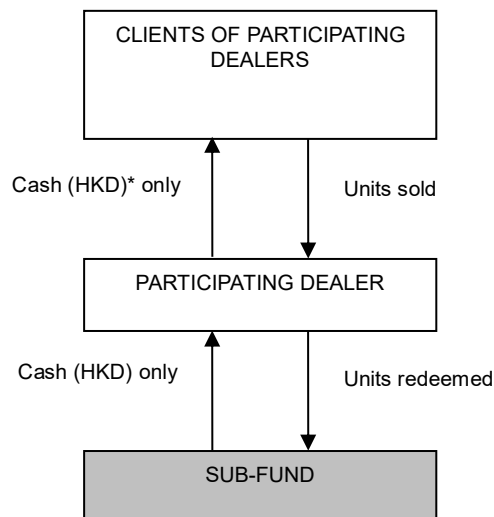 CLIENTS OF PARTICIPATING
DEALERS
Cash (HKD)* only
Units sold
PARTICIPATING DEALER
Cash (HKD) only
Units redeemed
SUB-FUND